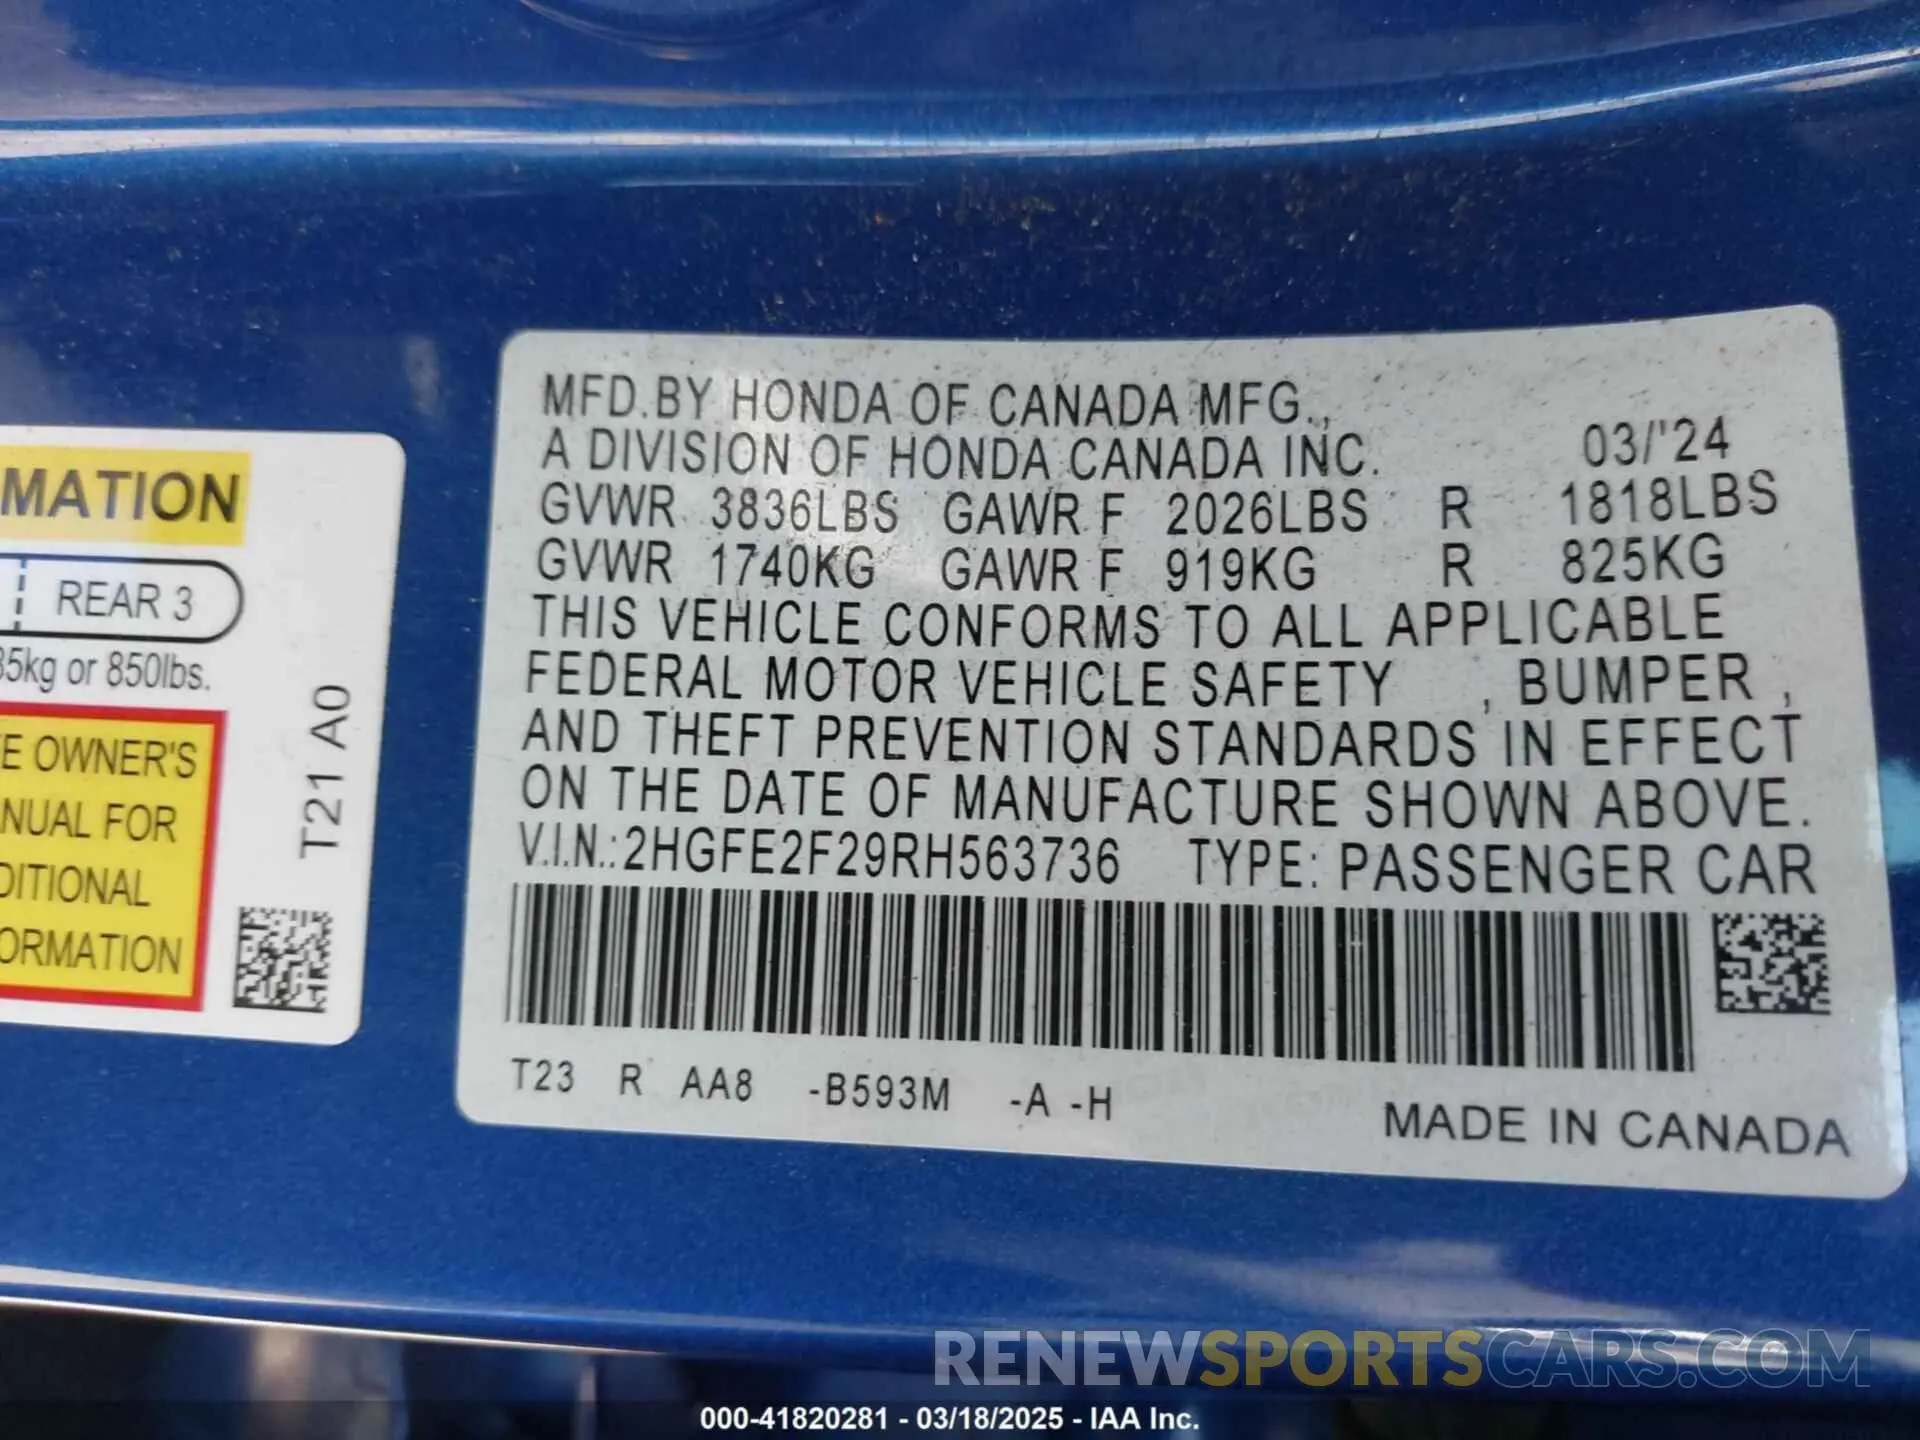 MATION
REAR 3
35kg or 850lbs.
E OWNER'S
NUAL FOR
DITIONAL
ORMATION
T21 A0
MFD.BY HONDA OF CANADA MFG.,
A DIVISION OF HONDA CANADA INC. 03/'24
GVWR 3836LBS GAWR F 2026LBS R 1818LBS
GVWR 1740KG GAWR F 919KG R 825KG
THIS VEHICLE CONFORMS TO ALL APPLICABLE
FEDERAL MOTOR VEHICLE SAFETY , BUMPER ,
AND THEFT PREVENTION STANDARDS IN EFFECT
ON THE DATE OF MANUFACTURE SHOWN ABOVE.
V.I.N.:2HGFE2F29RH563736 TYPE: PASSENGER CAR
T23 R AA8 -B593M -A -H
MADE IN CANADA
RENEWSPORTSCARS.COM
000-41820281 - 03/18/2025 - IAA Inc.